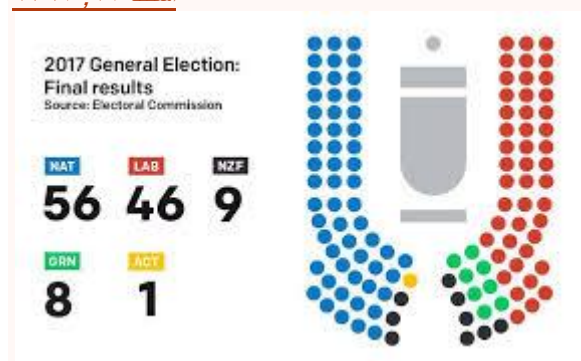 2017 General Election:
Final results
Source: Electoral Commission
NAT LAB NZF
56 46 9
GRN ACT
8 1